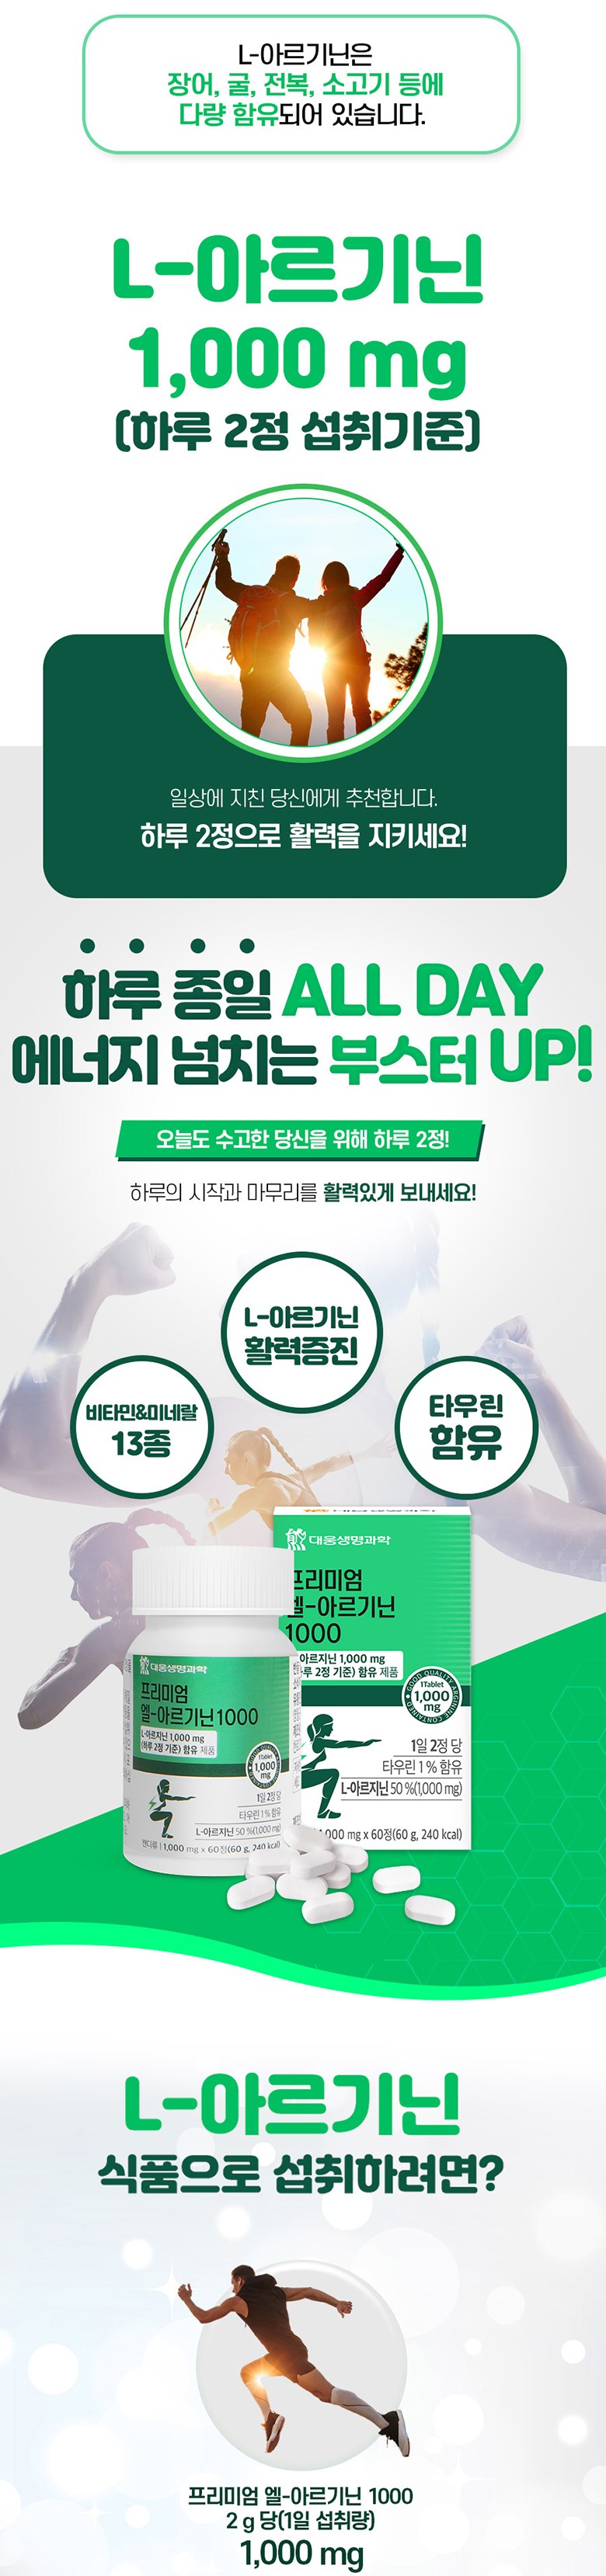 L-아르기닌은
장어, 굴, 전복, 소고기 등에
다량 함유되어 있습니다.
L-아르기닌
1,000 mg
(하루 2정 섭취기준)
일상에 지친 당신에게 추천합니다.
하루 2정으로 활력을 지키세요!
하루 종일 ALL DAY
에너지 넘치는 부스터 UP!
오늘도 수고한 당신을 위해 하루 2정!
하루의 시작과 마무리를 활력있게 보내세요!
L-아르기닌
활력증진
비타민&미네랄
13종
타우린
함유
대웅생명과학
프리미엄
엘-아르기닌
1000
아르지닌 1,000 mg
루 2정 기준) 함유 제품
GOOD QUALITY ARGININE CONTAINED
1Tablet
1,000
mg
1일 2정 당
타우린 1 % 함유
L-아르지닌 50 %(1,000 mg)
,000 mg x 60정(60 g, 240 kcal)
대웅생명과학
프리미엄
엘-아르기닌1000
L-아르지닌 1,000 mg
(하루 2정 기준) 함유 제품
1Tablet
1,000
mg
1일 2정 당
타우린 1 % 함유
L-아르지닌 50 %(1,000 mg)
캔디류 | 1,000 mg x 60정(60 g, 240 kcal)
L-아르기닌
식품으로 섭취하려면?
프리미엄 엘-아르기닌 1000
2 g 당(1일 섭취량)
1,000 mg